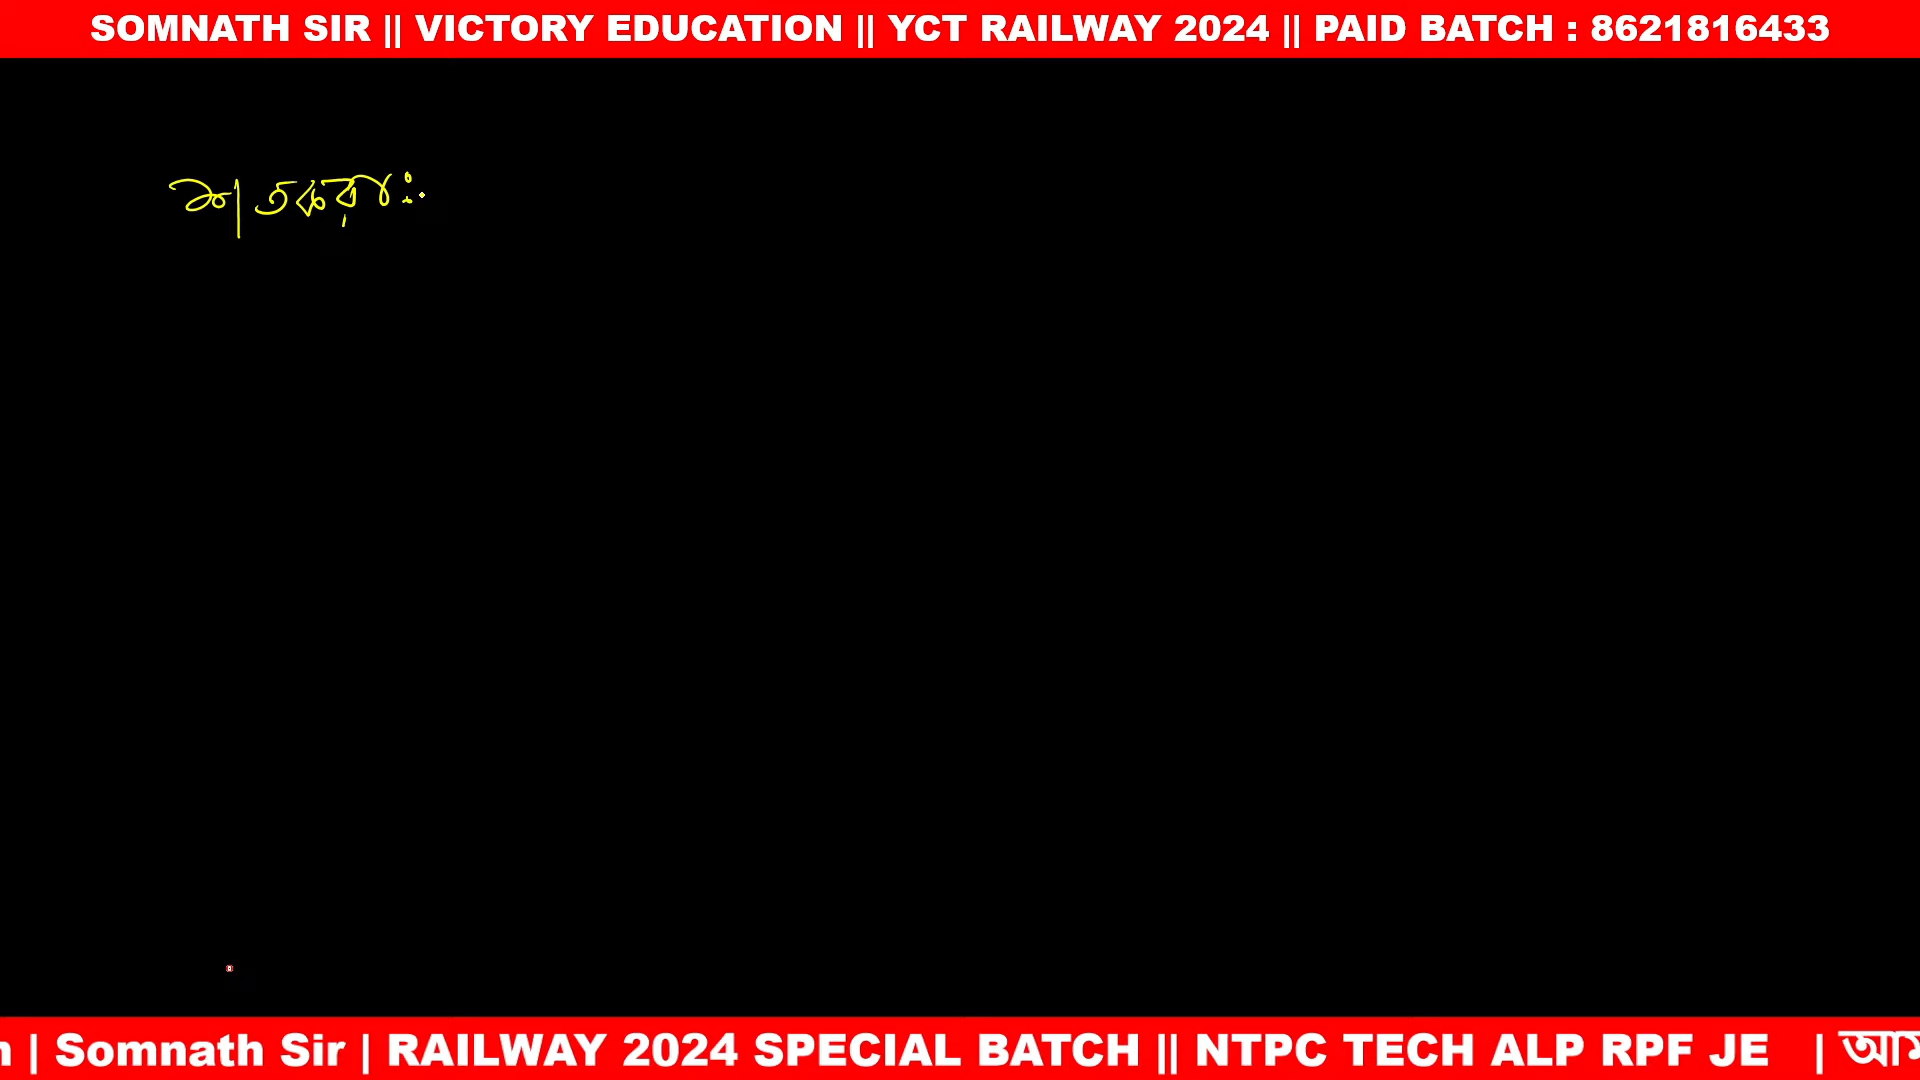 SOMNATH SIR || VICTORY EDUCATION || YCT RAILWAY 2024 || PAID BATCH : 8621816433
শতকরাঃ
| Somnath Sir | RAILWAY 2024 SPECIAL BATCH || NTPC TECH ALP RPF JE |